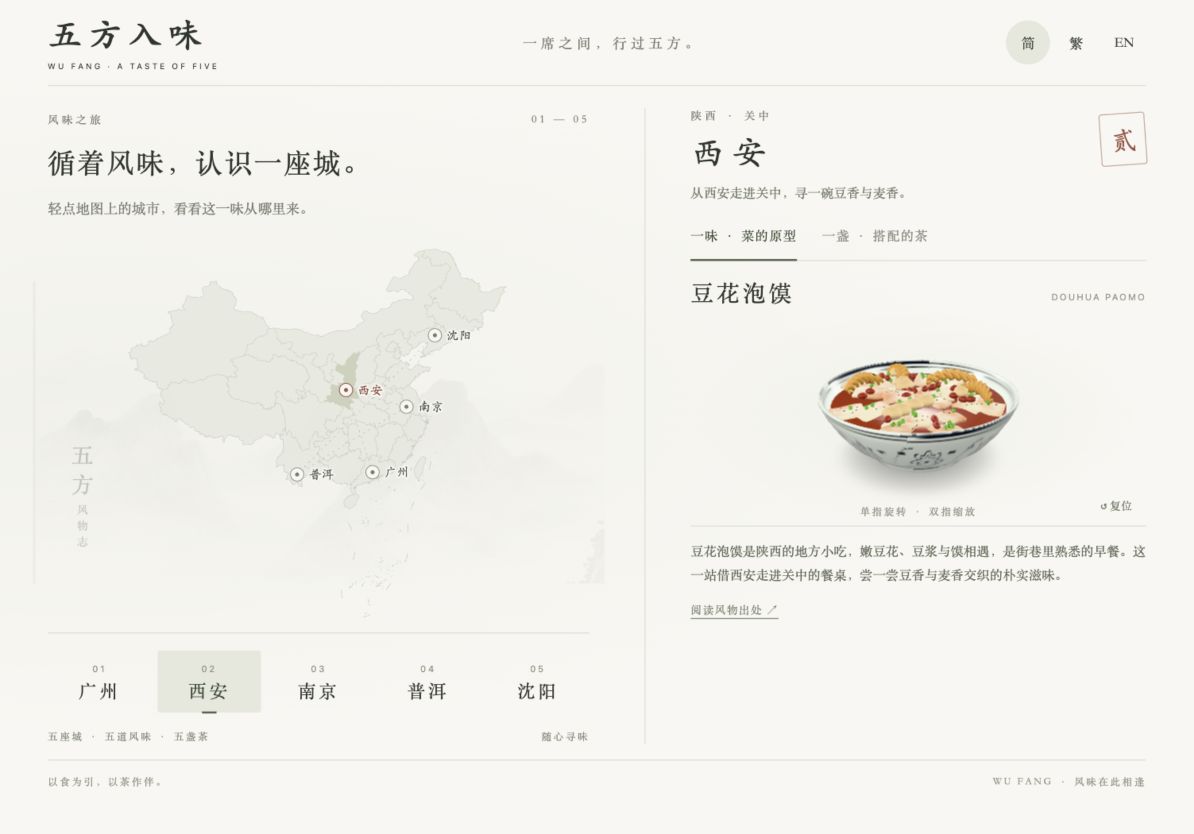 五方入味
WU FANG · A TASTE OF FIVE
一席之间，行过五方。
简 繁 EN
风味之旅
01 — 05
循着风味，认识一座城。
轻点地图上的城市，看看这一味从哪里来。
沈阳
西安
南京
普洱
广州
五方
风物志
01 02 03 04 05
广州 西安 南京 普洱 沈阳
五座城 · 五道风味 · 五盏茶
随心寻味
陕西 · 关中
西安
贰
从西安走进关中，寻一碗豆香与麦香。
一味 · 菜的原型 一盏 · 搭配的茶
豆花泡馍
DOUHUA PAOMO
单指旋转 · 双指缩放
↺ 复位
豆花泡馍是陕西的地方小吃，嫩豆花、豆浆与馍相遇，是街巷里熟悉的早餐。这
一站借西安走进关中的餐桌，尝一尝豆香与麦香交织的朴实滋味。
阅读风物出处 ↗
以食为引，以茶作伴。
WU FANG · 风味在此相逢